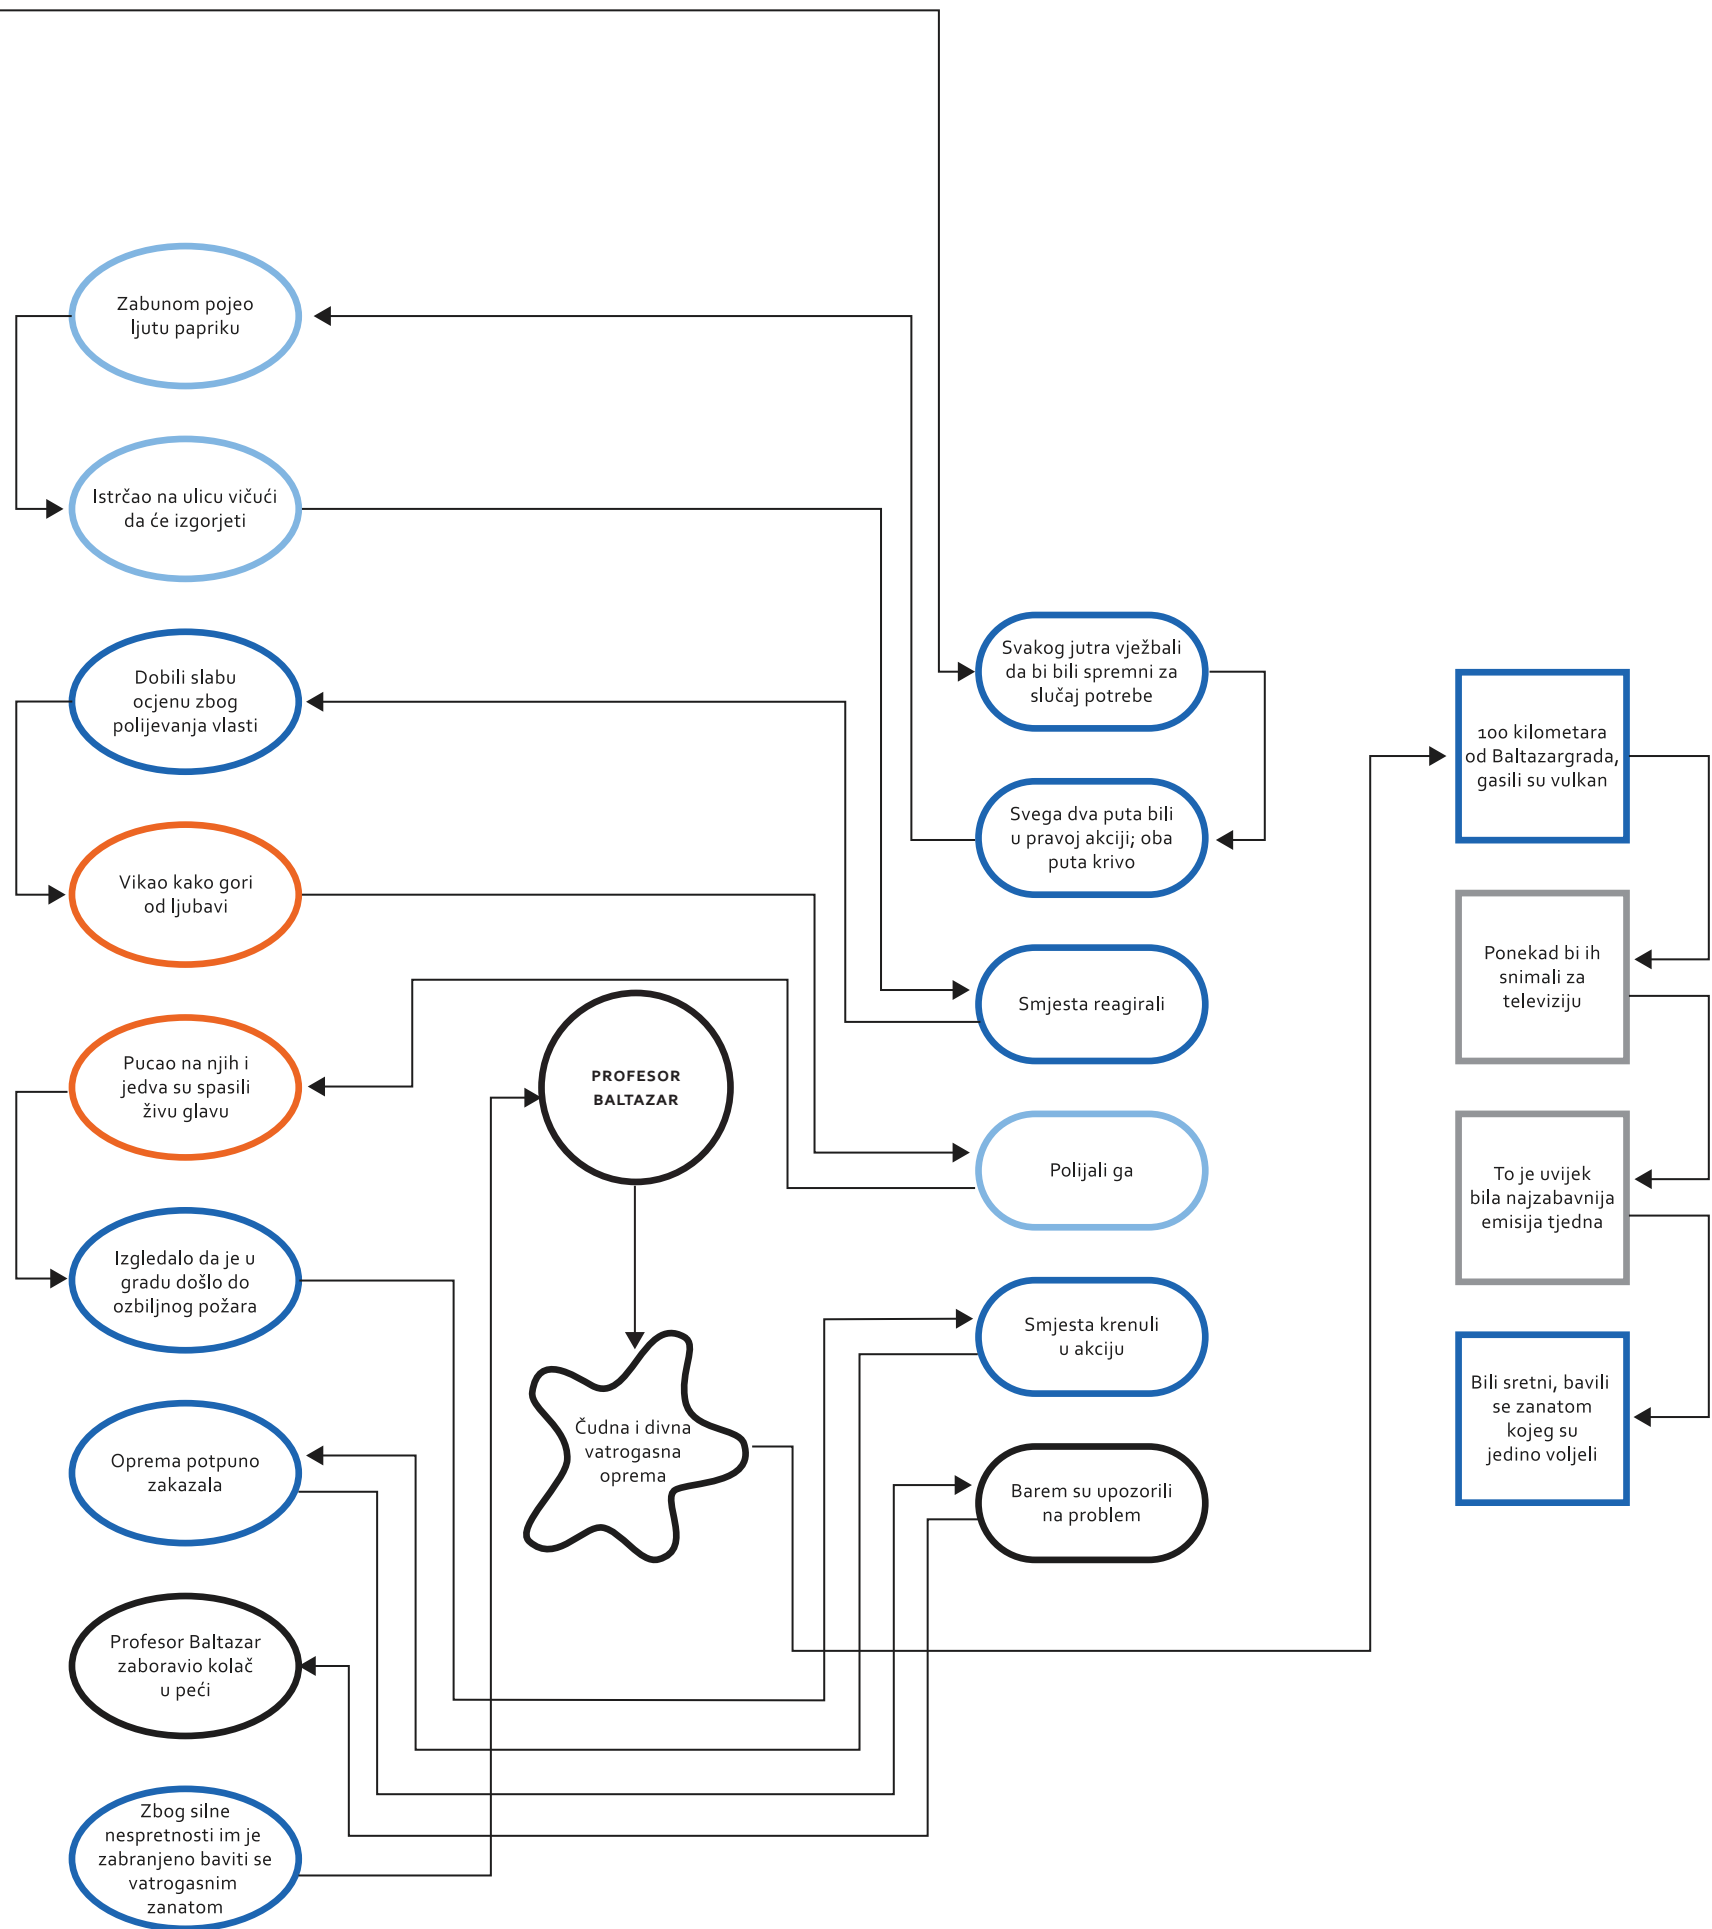 Zabunom pojeo
ljutu papriku
Istrčao na ulicu vičući
da će izgorjeti
Dobili slabu
ocjenu zbog
polijevanja vlasti
Vikao kako gori
od ljubavi
Pucao na njih i
jedva su spasili
živu glavu
Izgledalo da je u
gradu došlo do
ozbiljnog požara
Oprema potpuno
zakazala
Profesor Baltazar
zaboravio kolač
u peći
Zbog silne
nespretnosti im je
zabranjeno baviti se
vatrogasnim
zanatom
PROFESOR
BALTAZAR
Čudna i divna
vatrogasna
oprema
Svakog jutra vježbali
da bi bili spremni za
slučaj potrebe
Svega dva puta bili
u pravoj akciji; oba
puta krivo
Smjesta reagirali
Polijali ga
Smjesta krenuli
u akciju
Barem su upozorili
na problem
100 kilometara
od Baltazargrada,
gasili su vulkan
Ponekad bi ih
snimali za
televiziju
To je uvijek
bila najzabavnija
emisija tjedna
Bili sretni, bavili
se zanatom
kojeg su
jedino voljeli